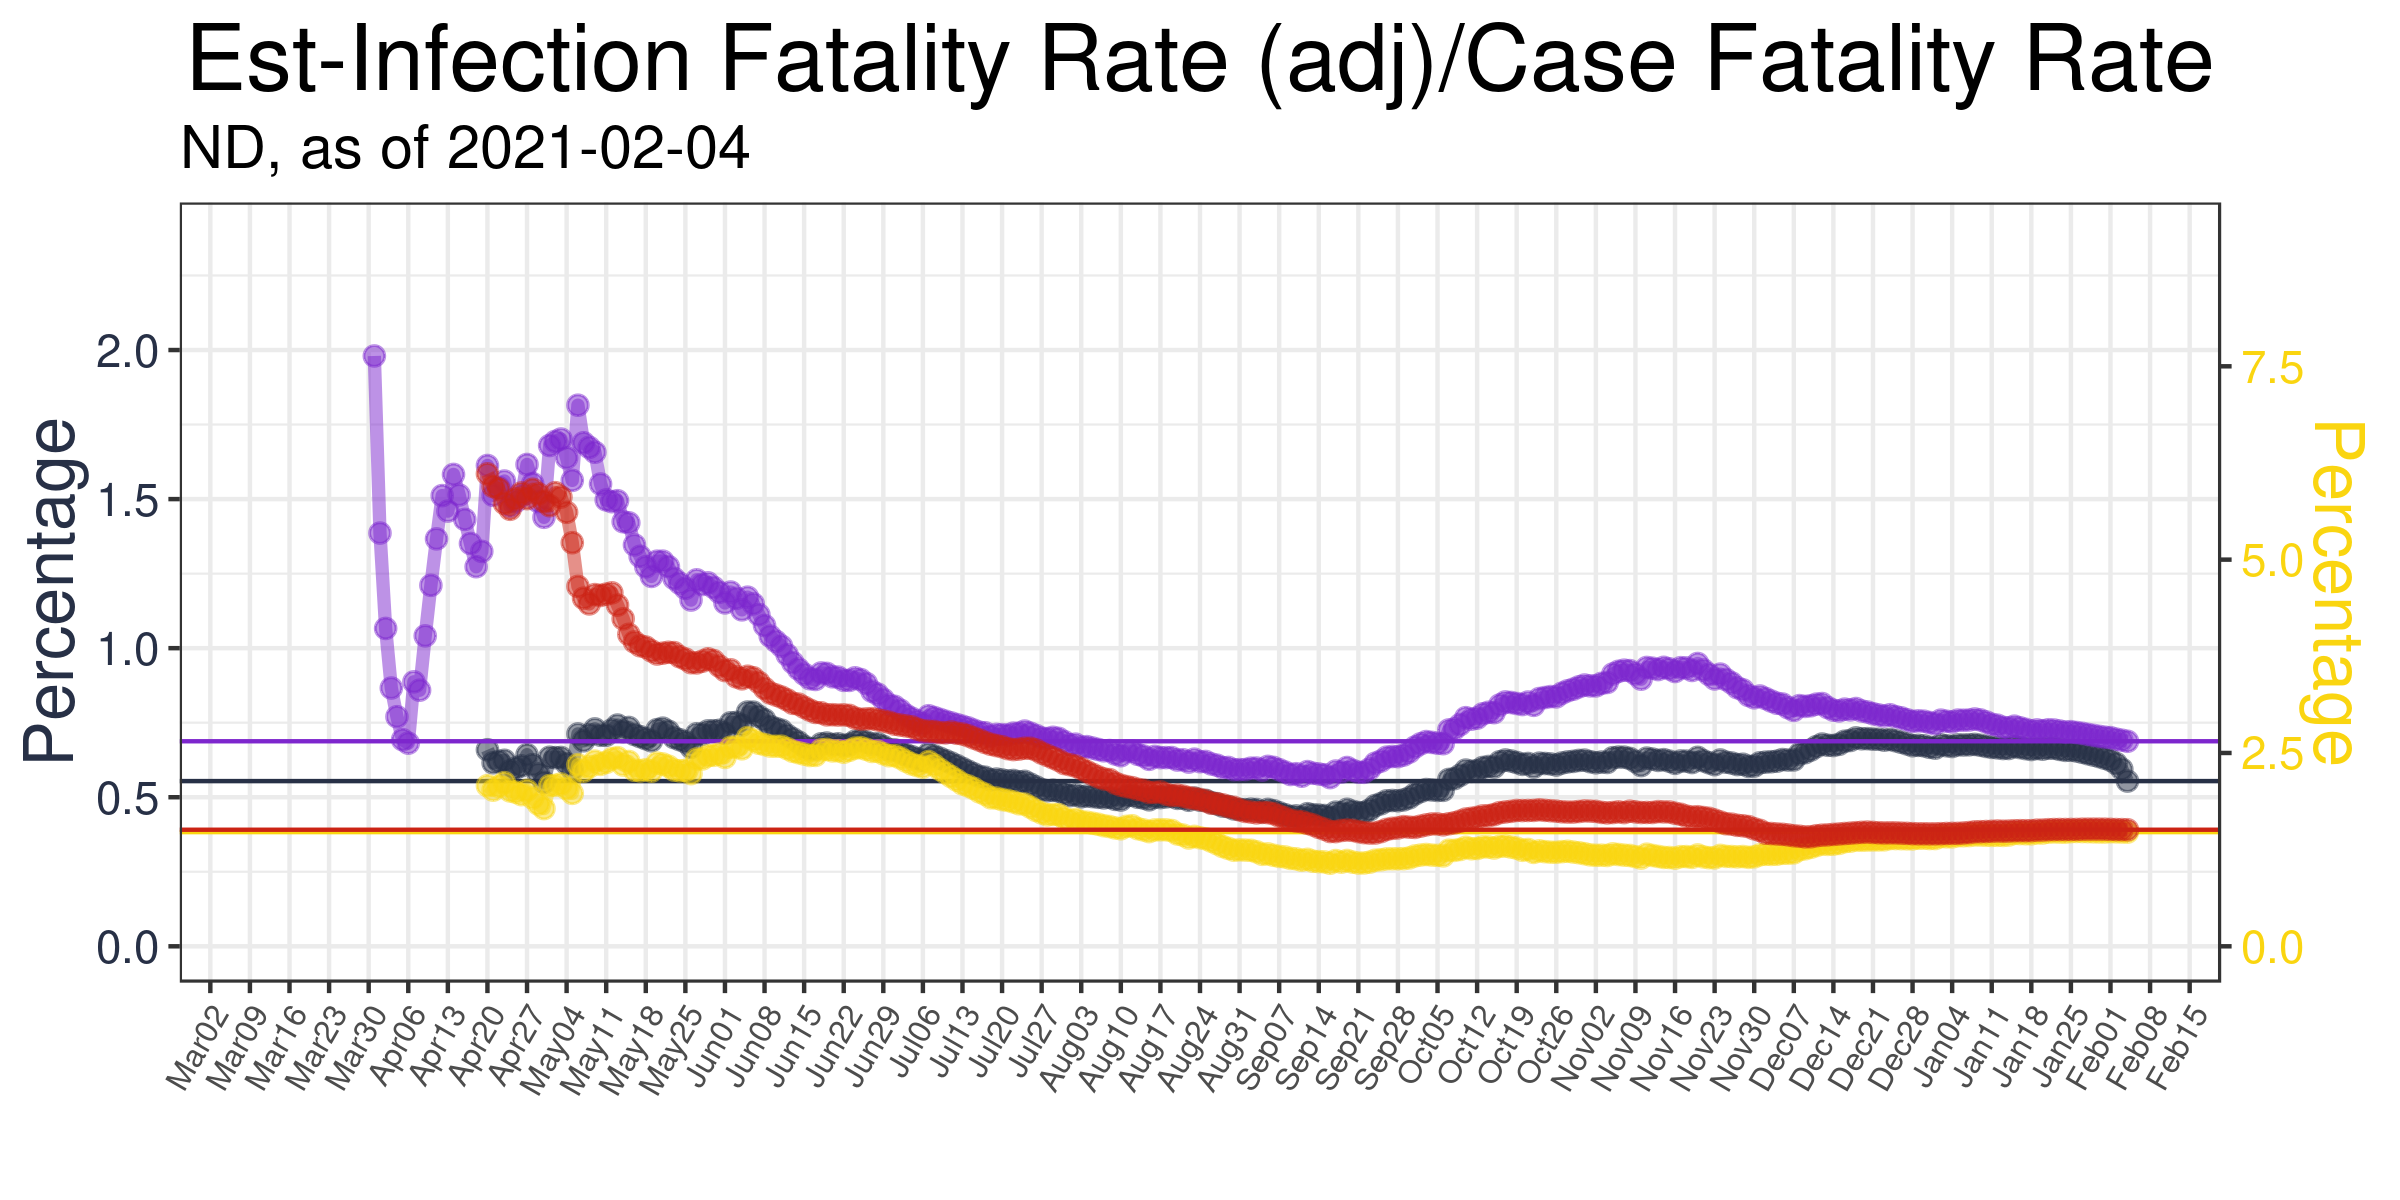 Est-Infection Fatality Rate (adj)/Case Fatality Rate
ND, as of 2021-02-04
Percentage
2.0
1.5
1.0
0.5
0.0
7.5
5.0
2.5
0.0
Percentage
Mar02
Mar09
Mar16
Mar23
Mar30
Apr06
Apr13
Apr20
Apr27
May04
May11
May18
May25
Jun01
Jun08
Jun15
Jun22
Jun29
Jul06
Jul13
Jul20
Jul27
Aug03
Aug10
Aug17
Aug24
Aug31
Sep07
Sep14
Sep21
Sep28
Oct05
Oct12
Oct19
Oct26
Nov02
Nov09
Nov16
Nov23
Nov30
Dec07
Dec14
Dec21
Dec28
Jan04
Jan11
Jan18
Jan25
Feb01
Feb08
Feb15